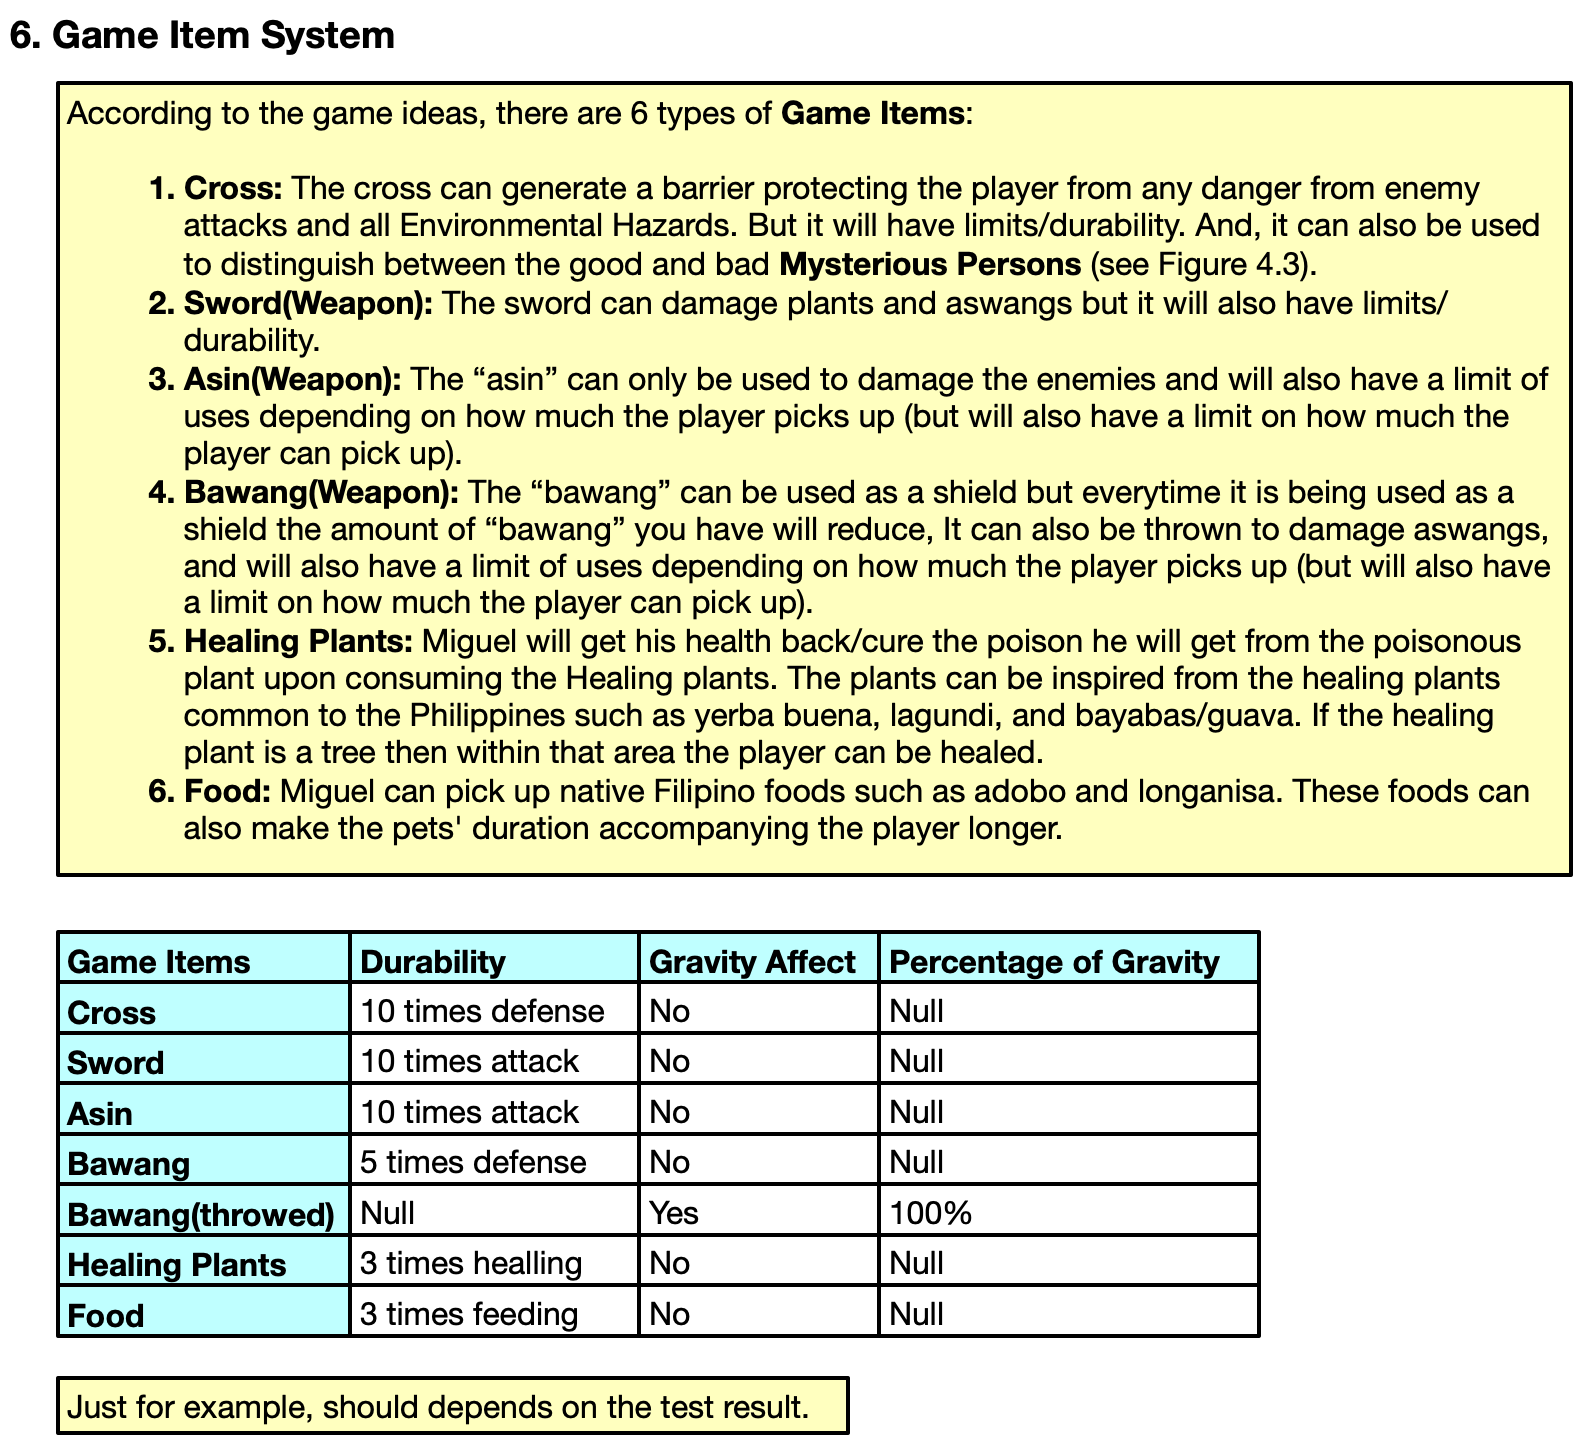 6. Game Item System
According to the game ideas, there are 6 types of Game Items:
1. Cross: The cross can generate a barrier protecting the player from any danger from enemy
attacks and all Environmental Hazards. But it will have limits/durability. And, it can also be used
to distinguish between the good and bad Mysterious Persons (see Figure 4.3).
2. Sword(Weapon): The sword can damage plants and aswangs but it will also have limits/
durability.
3. Asin(Weapon): The “asin” can only be used to damage the enemies and will also have a limit of
uses depending on how much the player picks up (but will also have a limit on how much the
player can pick up).
4. Bawang(Weapon): The “bawang” can be used as a shield but everytime it is being used as a
shield the amount of “bawang” you have will reduce, It can also be thrown to damage aswangs,
and will also have a limit of uses depending on how much the player picks up (but will also have
a limit on how much the player can pick up).
5. Healing Plants: Miguel will get his health back/cure the poison he will get from the poisonous
plant upon consuming the Healing plants. The plants can be inspired from the healing plants
common to the Philippines such as yerba buena, lagundi, and bayabas/guava. If the healing
plant is a tree then within that area the player can be healed.
6. Food: Miguel can pick up native Filipino foods such as adobo and longanisa. These foods can
also make the pets' duration accompanying the player longer.
Game Items Durability Gravity Affect Percentage of Gravity
Cross 10 times defense No Null
Sword 10 times attack No Null
Asin 10 times attack No Null
Bawang 5 times defense No Null
Bawang(throwed) Null Yes 100%
Healing Plants 3 times healling No Null
Food 3 times feeding No Null
Just for example, should depends on the test result.